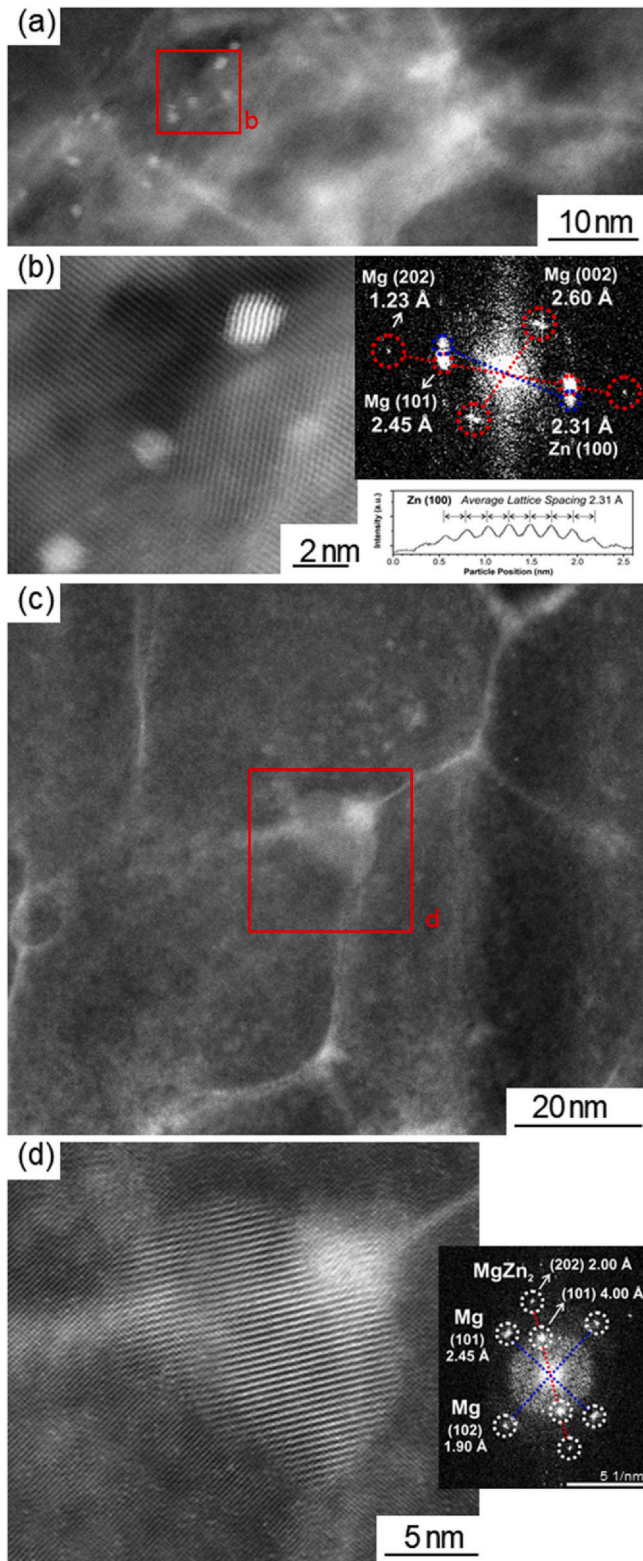 (a)
b
10 nm
(b)
Mg (202)
1.23 Å
Mg (002)
2.60 Å
Mg (101)
2.45 Å
2.31 Å
Zn (100)
2 nm
Zn (100) Average Lattice Spacing 2.31 A
Intensity (a.u.)
0.0 0.5 1.0 1.5 2.0 2.5
Particle Position (nm)
(c)
d
20 nm
(d)
MgZn₂
(202) 2.00 Å
(101) 4.00 Å
Mg
(101)
2.45 Å
Mg
(102)
1.90 Å
5 1/nm
5 nm